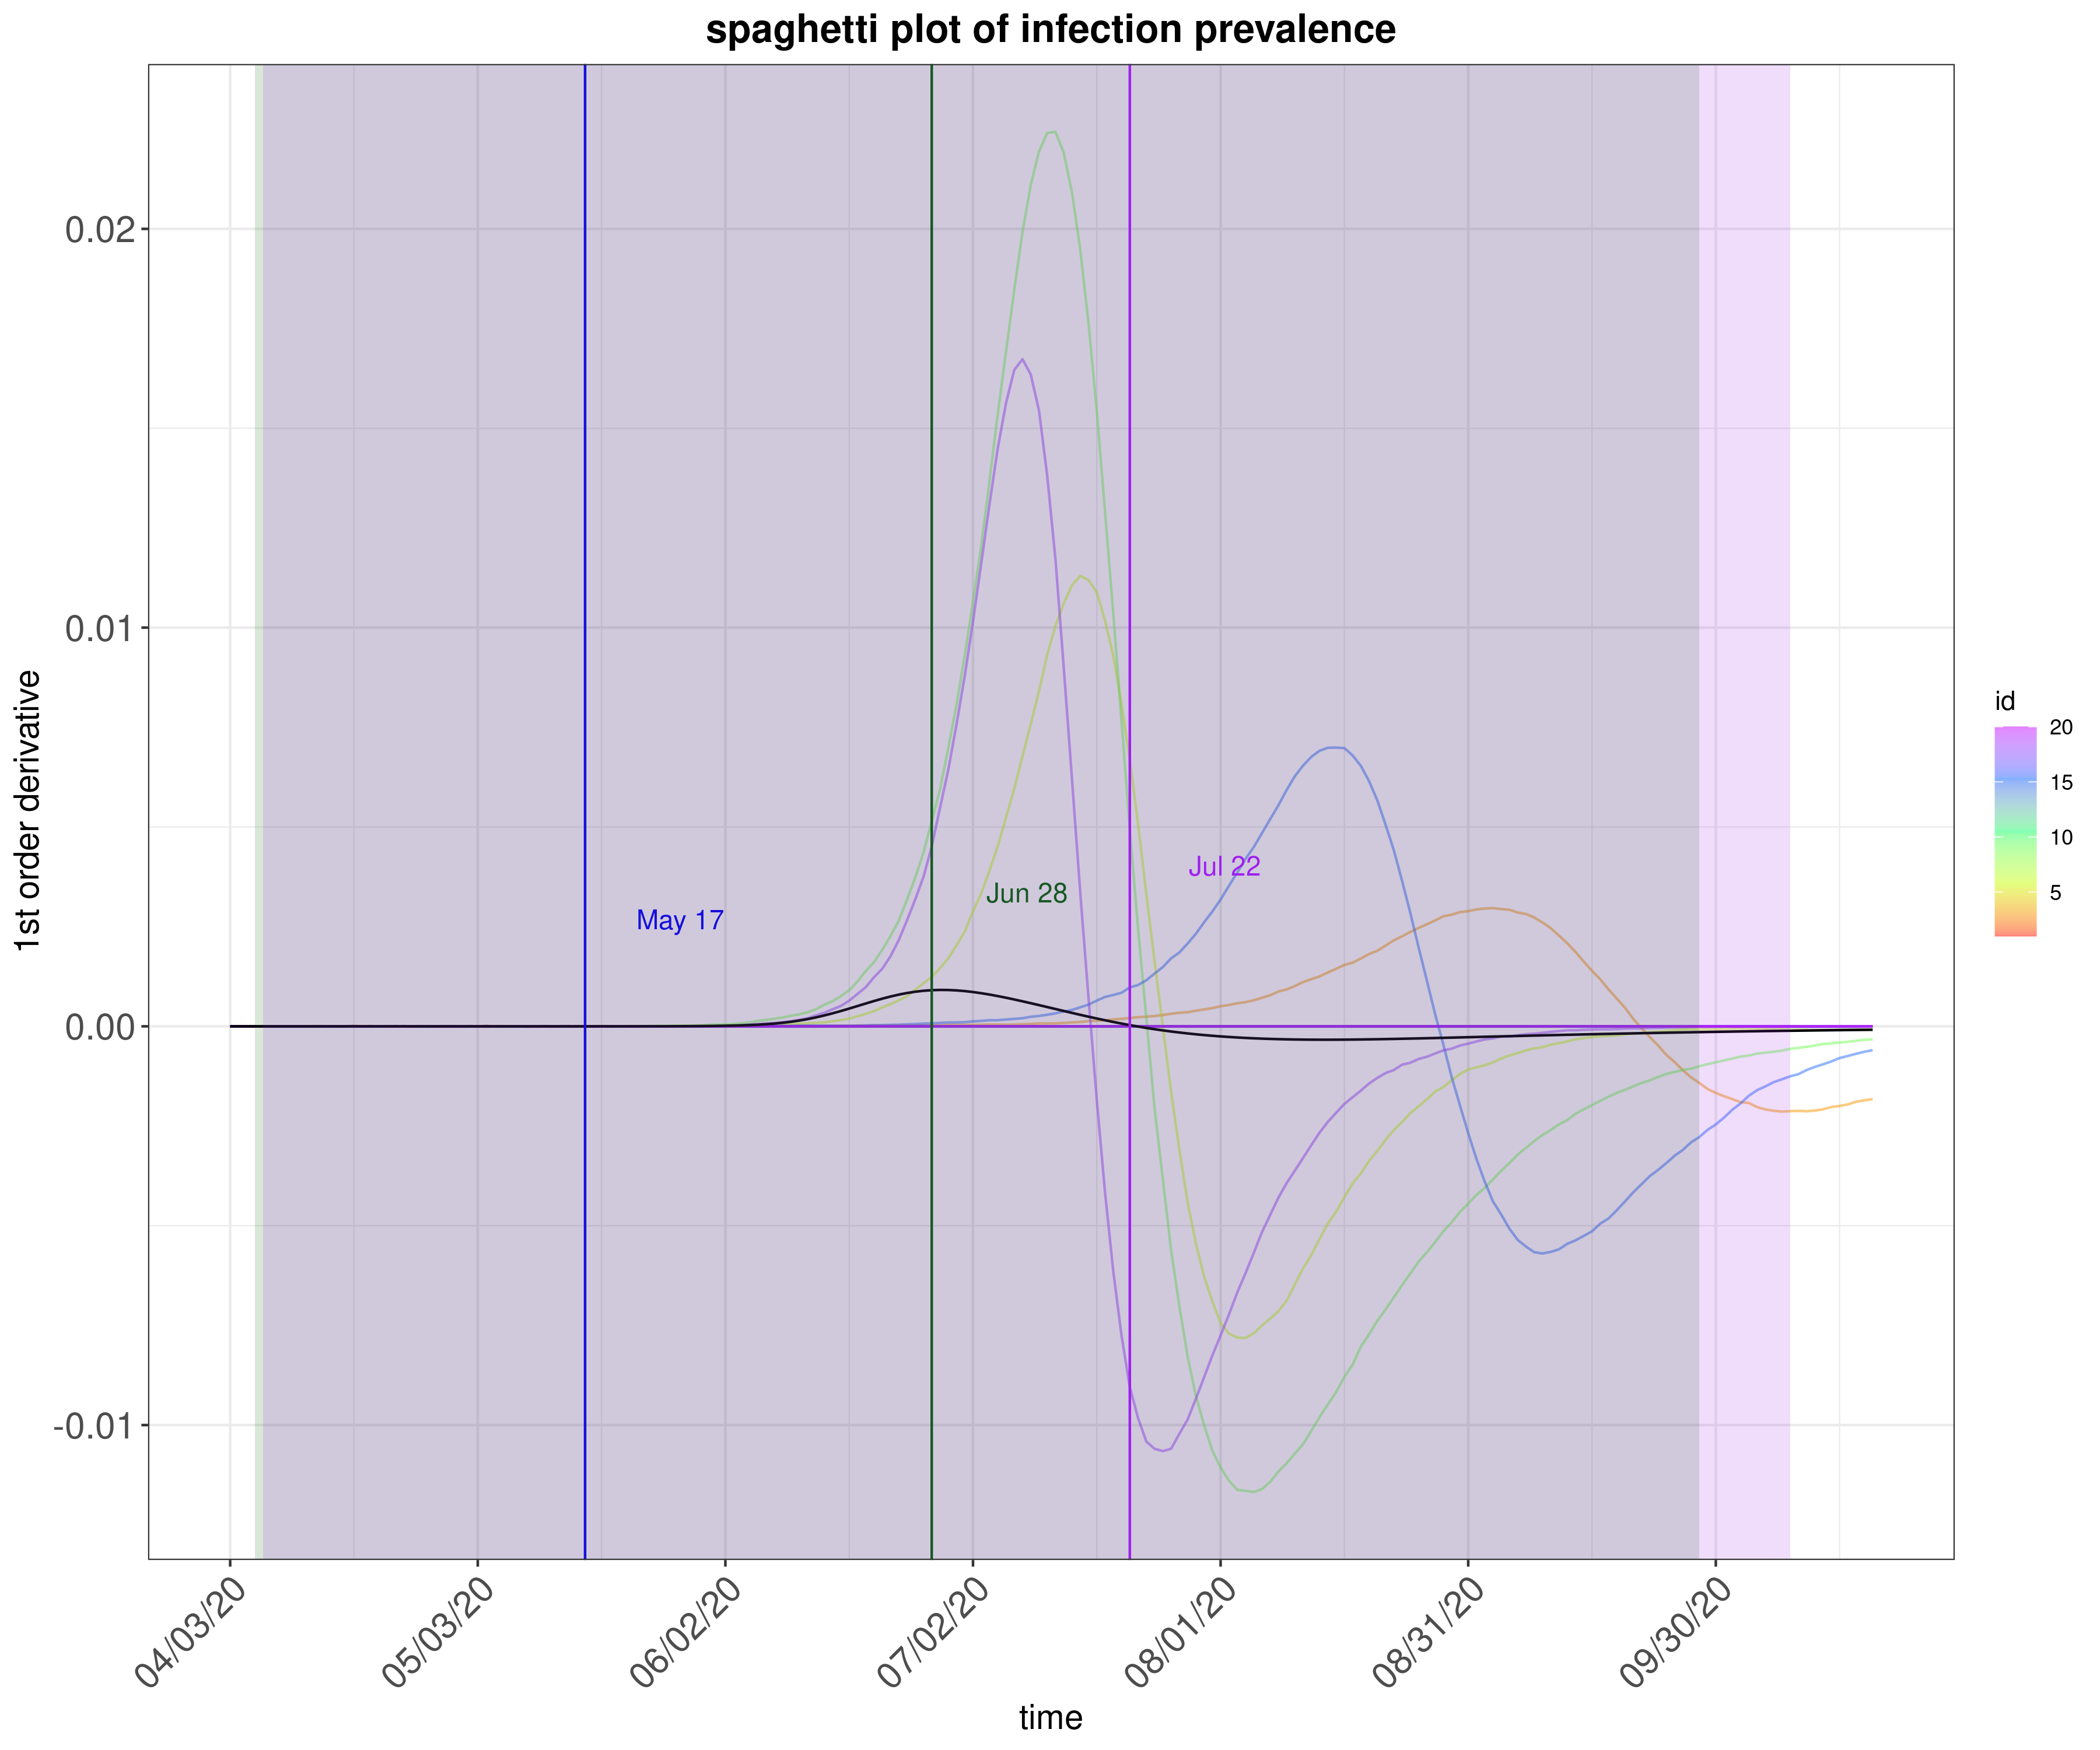 spaghetti plot of infection prevalence
0.02
0.01
0.00
-0.01
1st order derivative
May 17
Jun 28
Jul 22
id
20
15
10
5
04/03/20
05/03/20
06/02/20
07/02/20
08/01/20
08/31/20
09/30/20
time